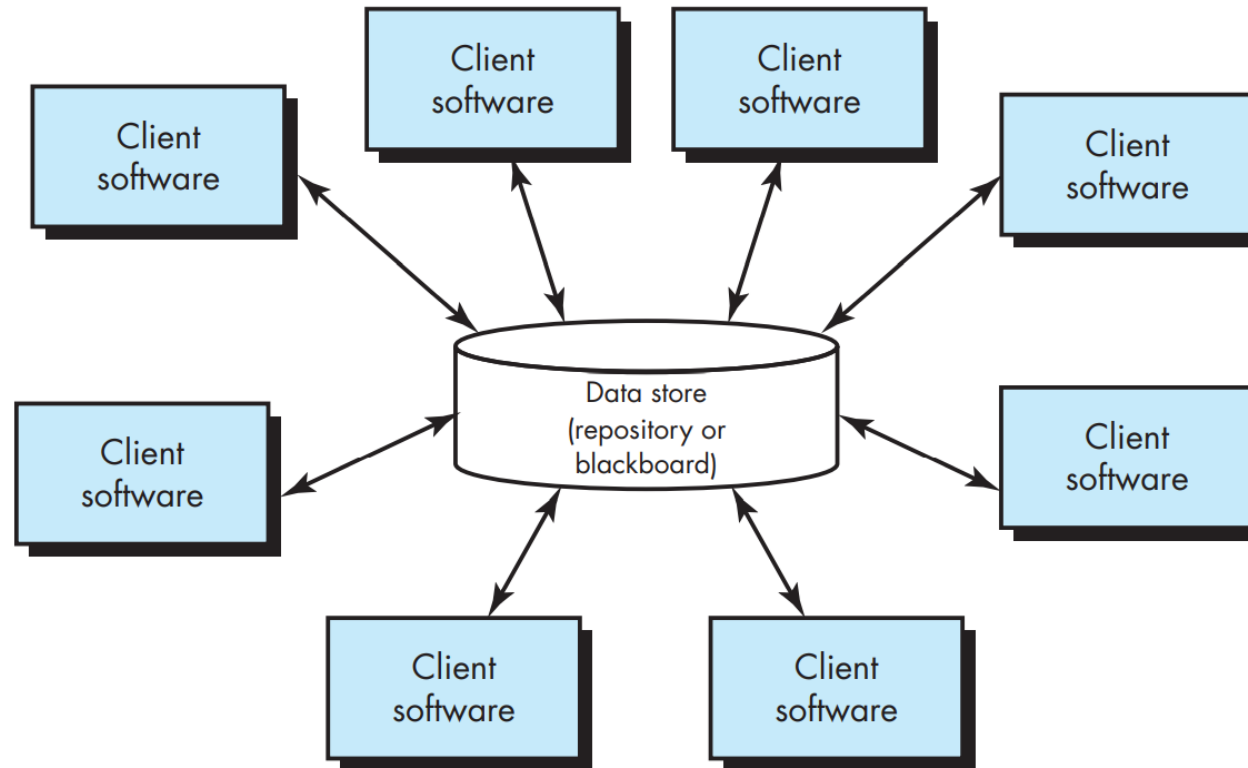 Client
software
Client
software
Client
software
Client
software
Data store
(repository or
blackboard)
Client
software
Client
software
Client
software
Client
software